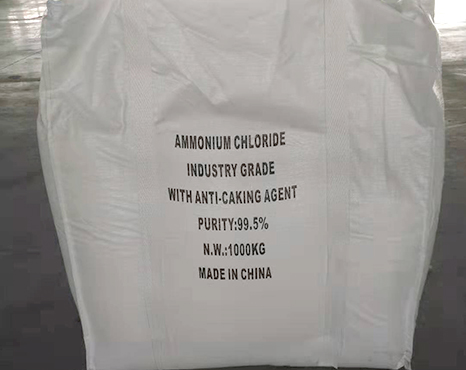 AMMONIUM CHLORIDE
INDUSTRY GRADE
WITH ANTI-CAKING AGENT
PURITY:99.5%
N.W.:1000KG
MADE IN CHINA